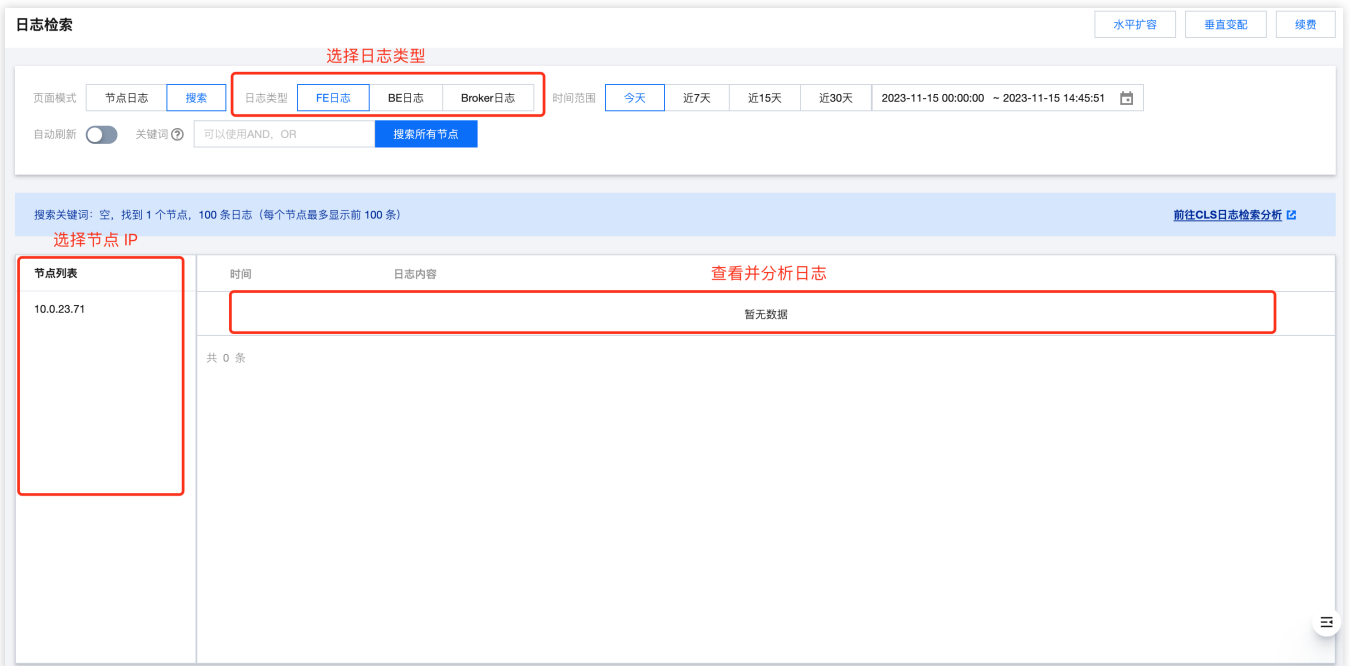 日志检索 水平扩容 垂直变配 续费
选择日志类型
页面模式 节点日志 搜索 日志类型 FE日志 BE日志 Broker日志 时间范围 今天 近7天 近15天 近30天 2023-11-15 00:00:00 ~ 2023-11-15 14:45:51
自动刷新 关键词 ? 可以使用AND，OR 搜索所有节点
搜索关键词：空，找到 1 个节点，100 条日志（每个节点最多显示前 100 条） 前往CLS日志检索分析
选择节点 IP
节点列表 时间 日志内容 查看并分析日志
10.0.23.71 暂无数据
共 0 条